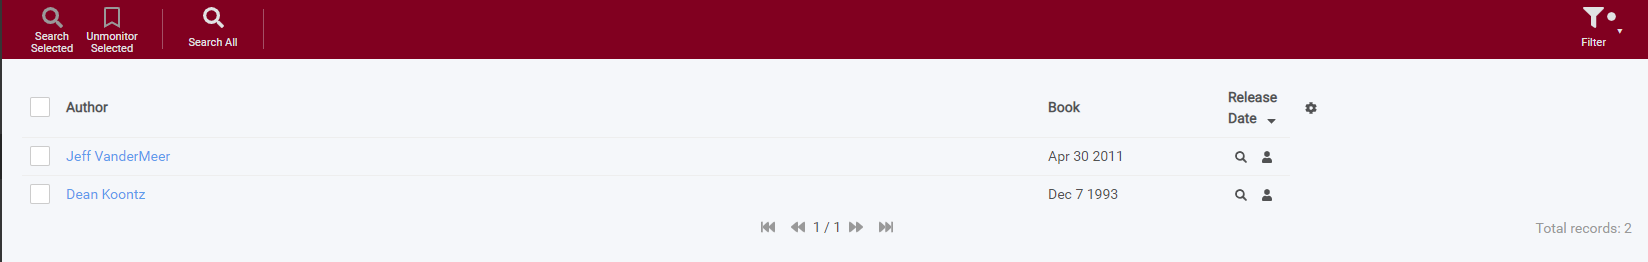 Search
Selected
Unmonitor
Selected
Search All
Filter
Author
Book
Release
Date
Jeff VanderMeer
Apr 30 2011
Dean Koontz
Dec 7 1993
1 / 1
Total records: 2